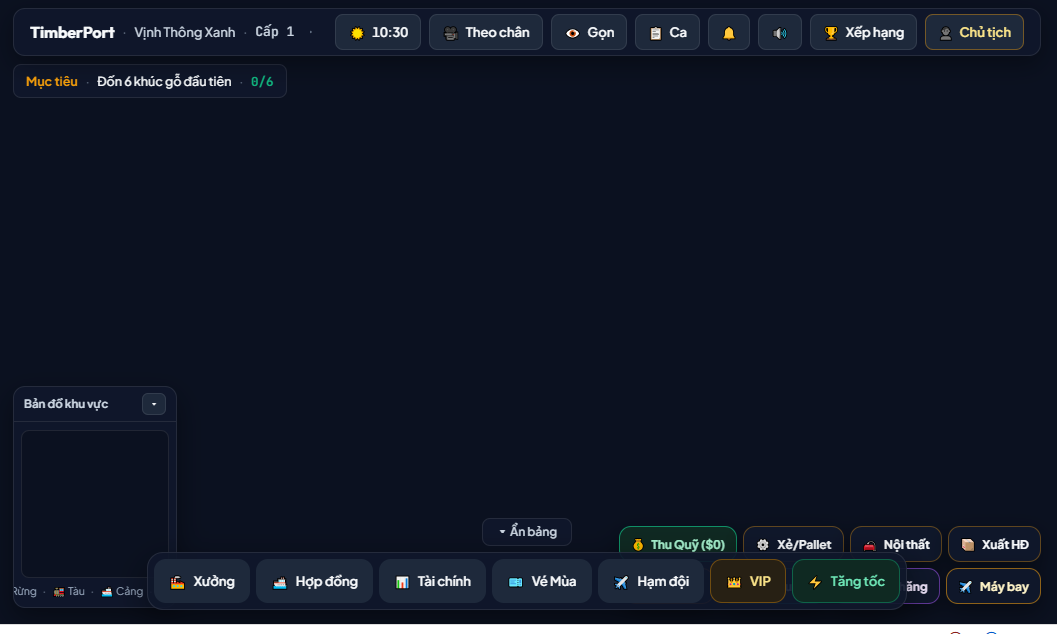 TimberPort · Vịnh Thông Xanh · Cấp 1 ·
10:30
Theo chân
Gọn
Ca
Xếp hạng
Chủ tịch
Mục tiêu · Đốn 6 khúc gỗ đầu tiên · 0/6
Bản đồ khu vực
Rừng · Tàu · Cảng
Ẩn bảng
Thu Quỹ ($0)
Xẻ/Pallet
Nội thất
Xuất HĐ
Máy bay
Xưởng
Hợp đồng
Tài chính
Vé Mùa
Hạm đội
VIP
Tăng tốc